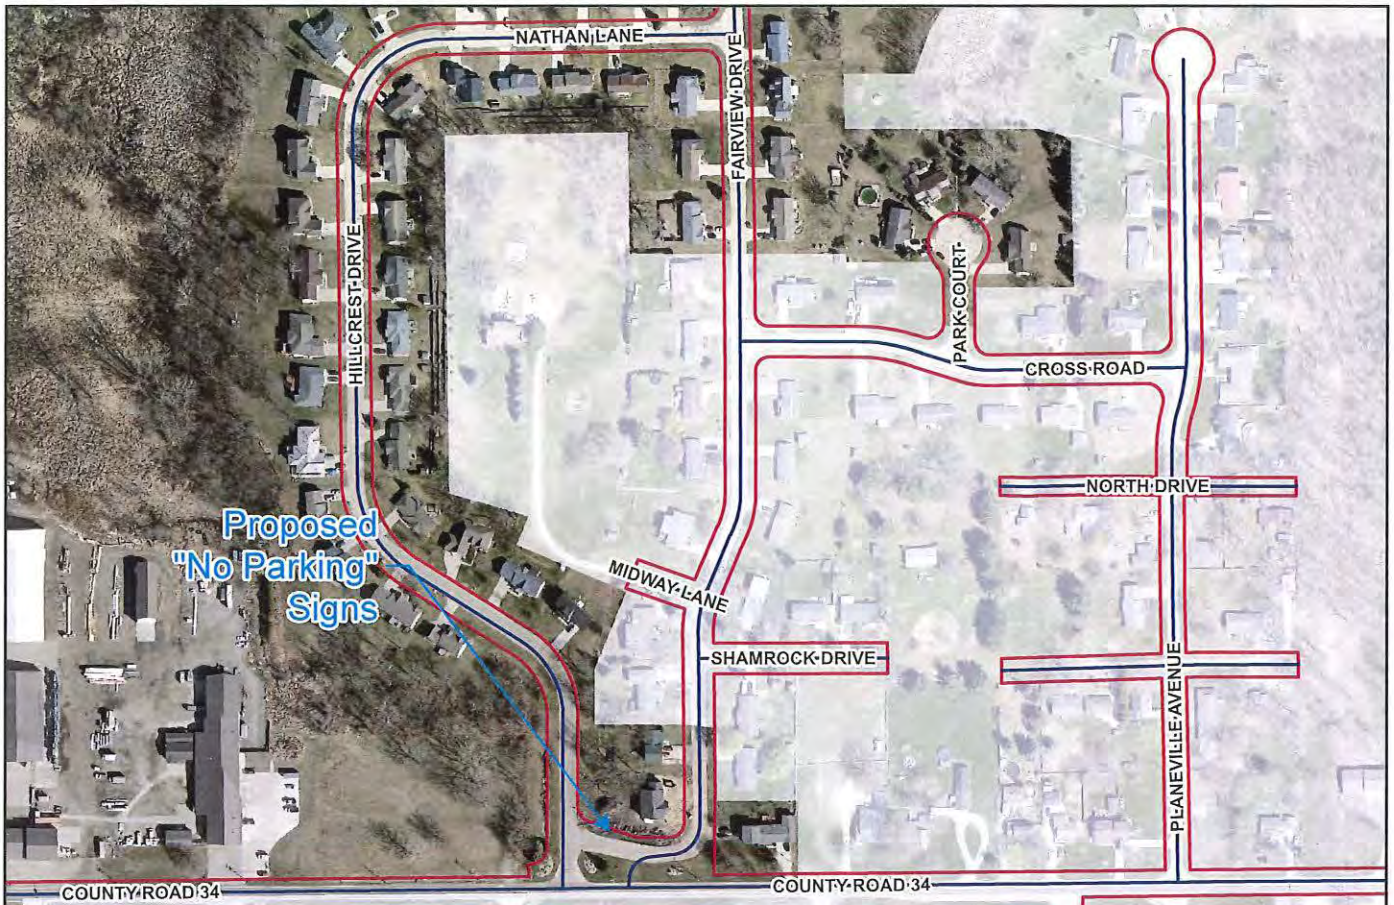 NATHAN LANE
FAIRVIEW DRIVE
HILLCREST DRIVE
PARK COURT
CROSS ROAD
NORTH DRIVE
Proposed
"No Parking"
Signs
MIDWAY LANE
SHAMROCK DRIVE
PLANEVILLE AVENUE
COUNTY ROAD 34
COUNTY ROAD 34